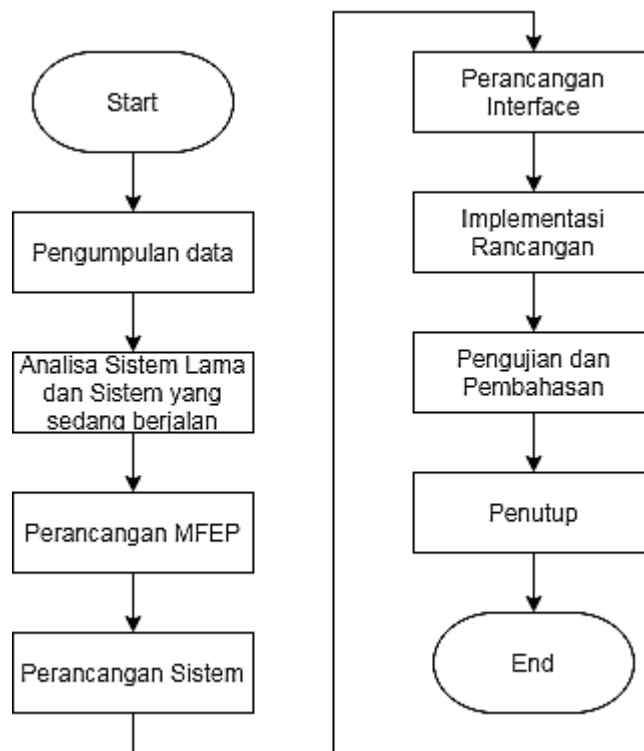 Start
Pengumpulan data
Analisa Sistem Lama
dan Sistem yang
sedang berjalan
Perancangan MFEP
Perancangan Sistem
Perancangan
Interface
Implementasi
Rancangan
Pengujian dan
Pembahasan
Penutup
End